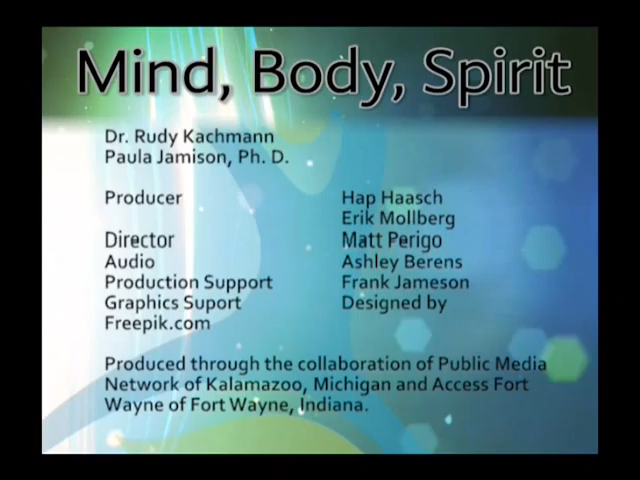 Mind, Body, Spirit
Dr. Rudy Kachmann
Paula Jamison, Ph. D.
Producer Hap Haasch
Erik Mollberg
Director Matt Perigo
Audio Ashley Berens
Production Support Frank Jameson
Graphics Suport Designed by
Freepik.com
Produced through the collaboration of Public Media
Network of Kalamazoo, Michigan and Access Fort
Wayne of Fort Wayne, Indiana.